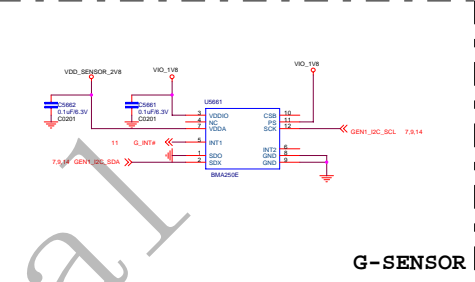 VDD_SENSOR_2V8 VIO_1V8 VIO_1V8
C5662
0.1uF/6.3V
C0201
C5661
0.1uF/6.3V
C0201
U5661
3 VDDIO CSB 10
4 NC PS 11
7 VDDA SCK 12 GEN1_I2C_SCL 7,9,14
11 G_INT# 5 INT1
INT2 6
1 SDO GND 8
7,9,14 GEN1_I2C_SDA 2 SDX GND 9
BMA250E
G-SENSOR